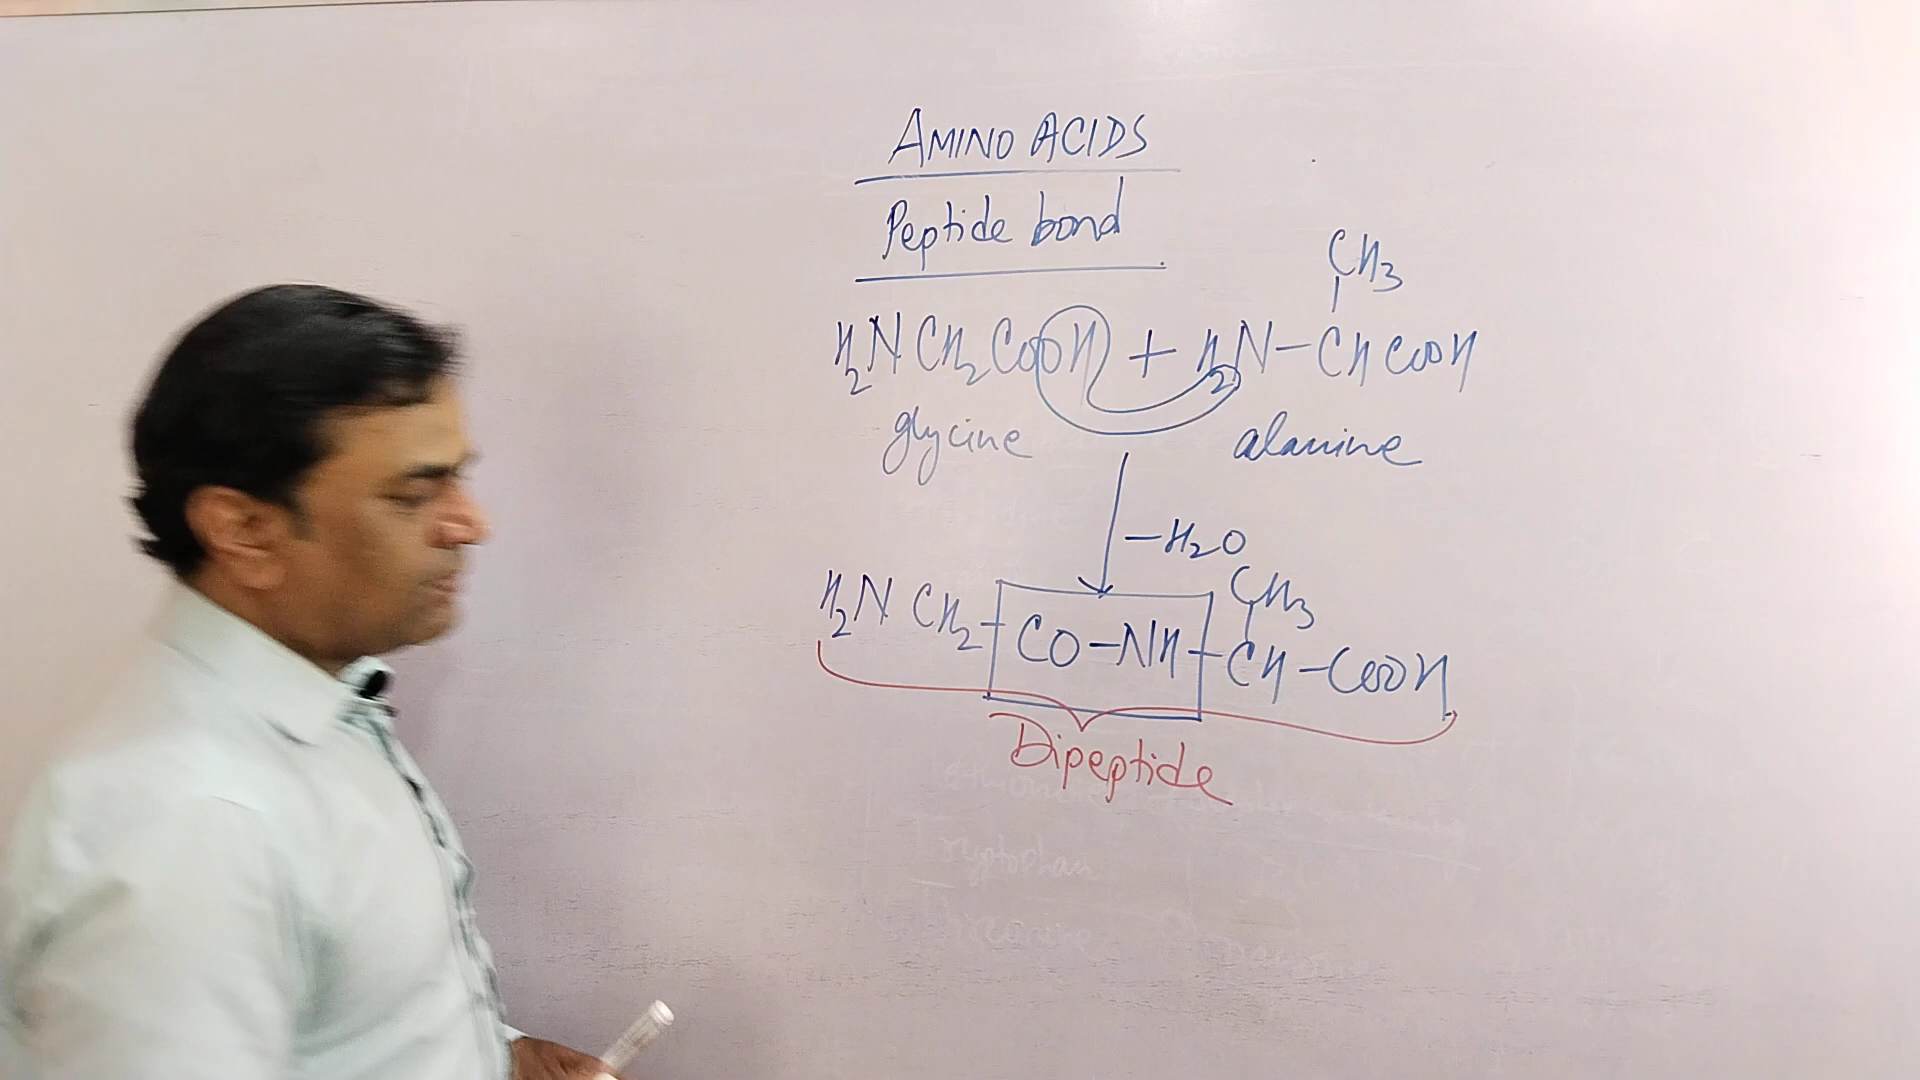 AMINO ACIDS
Peptide bond
CH3
H2N CH2 COOH + H2N-CH COOH
glycine alanine
-H2O
CH3
H2N CH2-CO-NH-CH-COOH
Dipeptide
Tryptophan